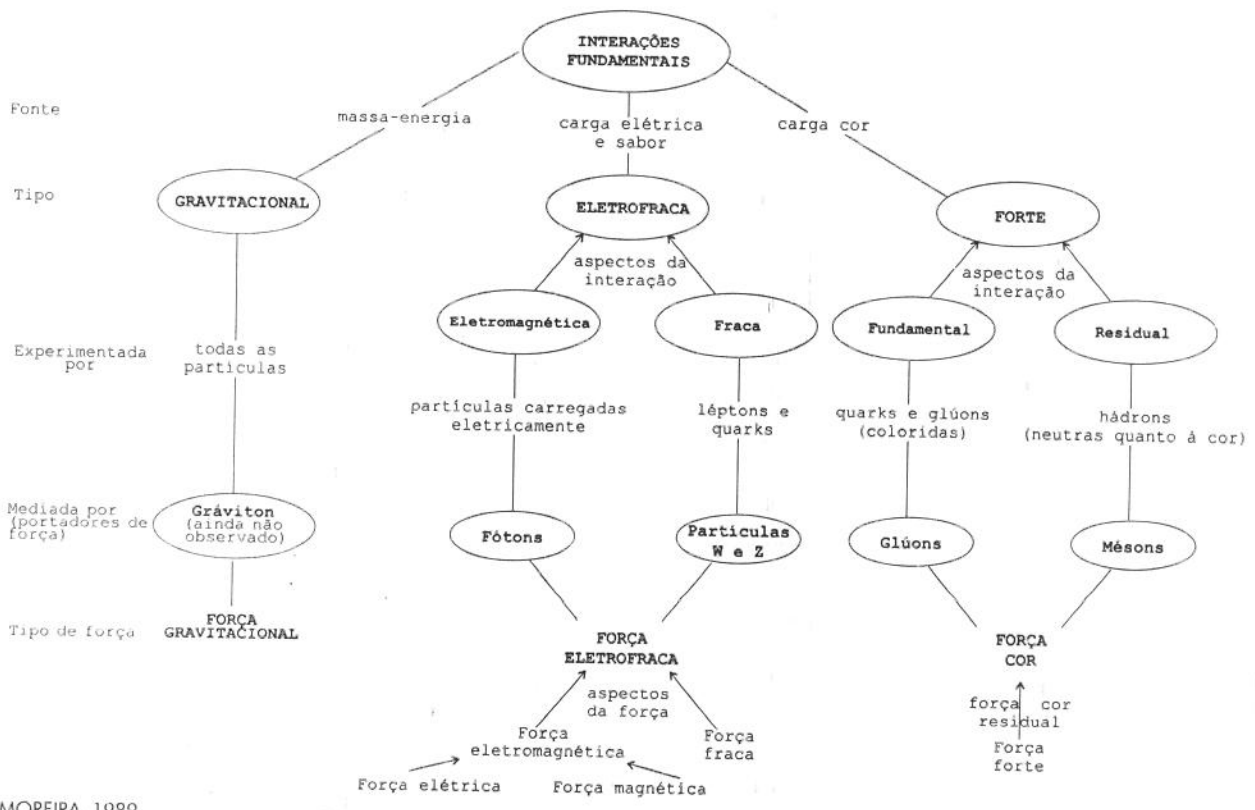 INTERAÇÕES
FUNDAMENTAIS
Fonte
massa-energia
carga elétrica
e sabor
carga cor
Tipo
GRAVITACIONAL
ELETROFRACA
FORTE
aspectos da
interação
aspectos da
interação
Eletromagnética
Fraca
Fundamental
Residual
Experimentada
por
todas as
partículas
partículas carregadas
eletricamente
léptons e
quarks
quarks e glúons
(coloridas)
hádrons
(neutras quanto à cor)
Mediada por
(portadores de
força)
Gráviton
(ainda não
observado)
Fótons
Partículas
W e Z
Glúons
Mésons
Tipo de força
FORÇA
GRAVITACIONAL
FORÇA
ELETROFRACA
FORÇA
COR
aspectos
da força
força cor
residual
Força
eletromagnética
Força
fraca
Força
forte
Força elétrica
Força magnética
MOREIRA, 1989